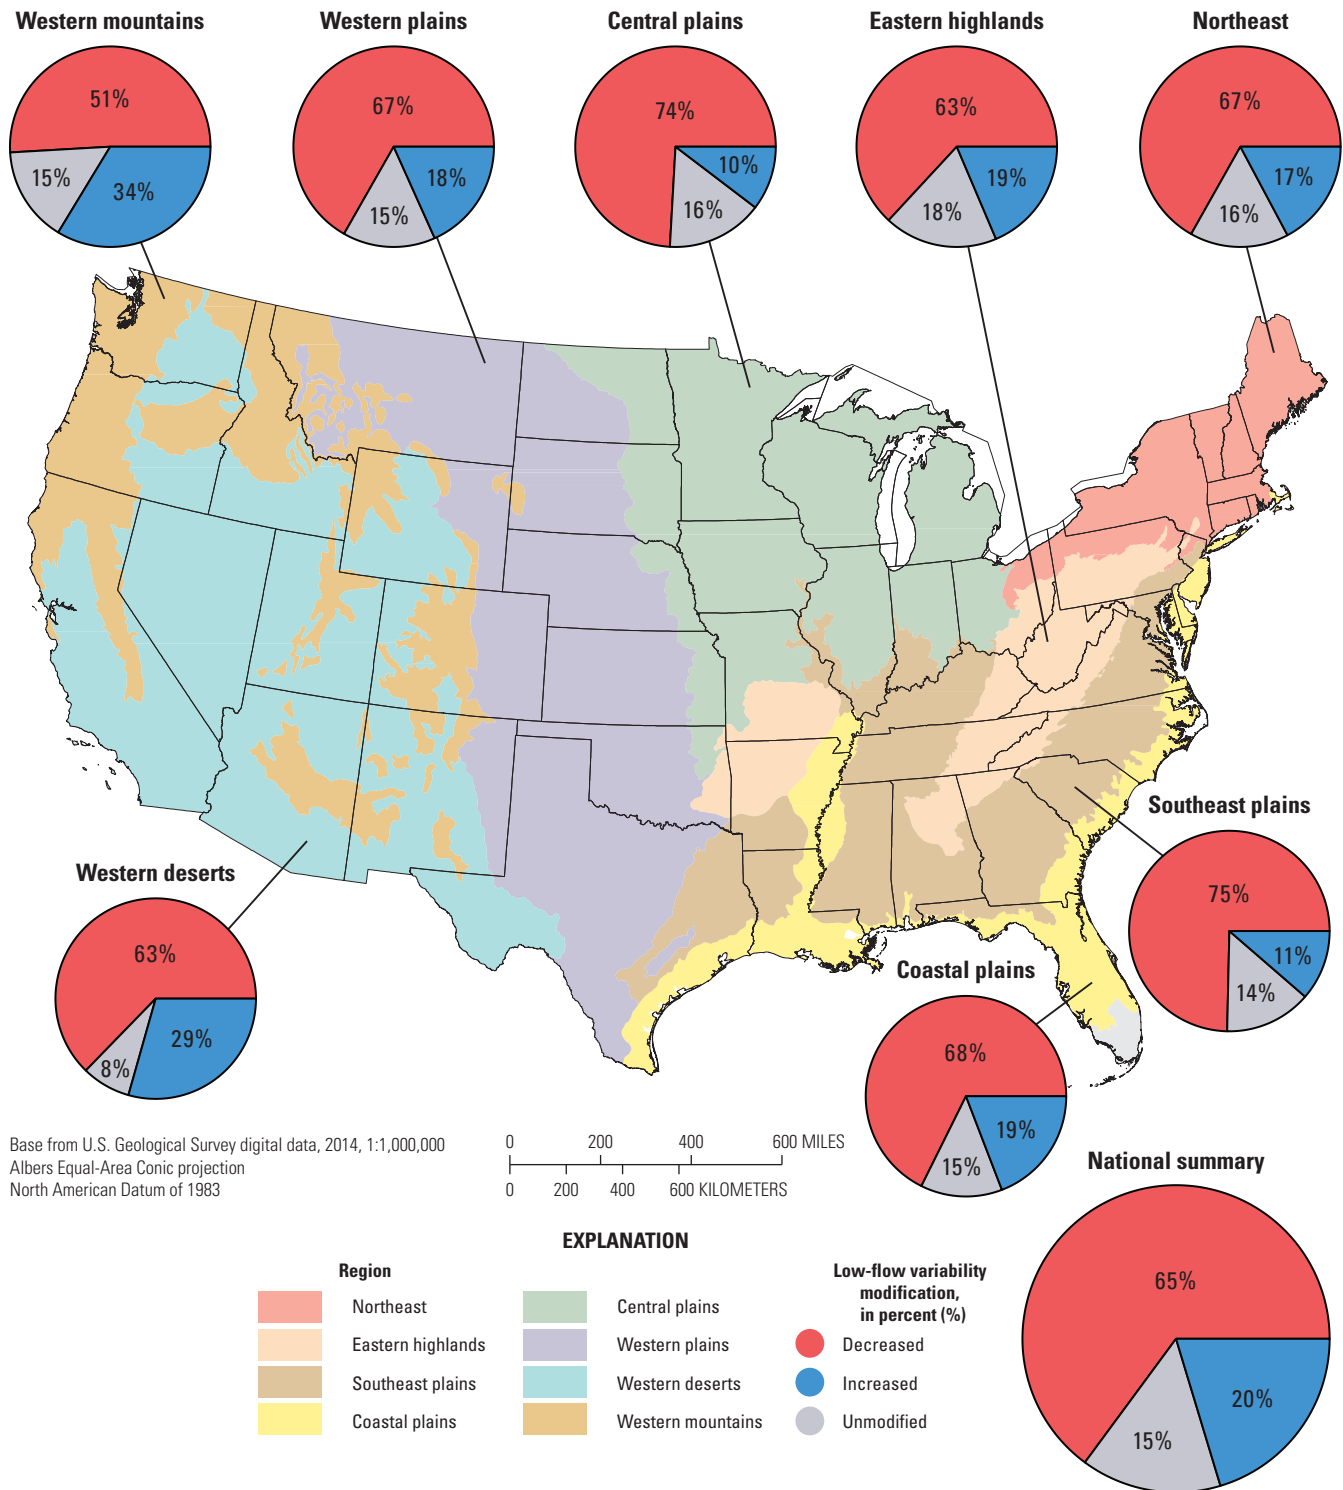 Western mountains
Western plains
Central plains
Eastern highlands
Northeast
51%
15%
34%
67%
18%
15%
74%
10%
16%
63%
19%
18%
67%
17%
16%
Southeast plains
75%
11%
14%
Western deserts
63%
29%
8%
Coastal plains
68%
19%
15%
Base from U.S. Geological Survey digital data, 2014, 1:1,000,000
Albers Equal-Area Conic projection
North American Datum of 1983
0 200 400 600 MILES
0 200 400 600 KILOMETERS
National summary
65%
20%
15%
EXPLANATION
Region
Northeast
Eastern highlands
Southeast plains
Coastal plains
Central plains
Western plains
Western deserts
Western mountains
Low-flow variability
modification,
in percent (%)
Decreased
Increased
Unmodified